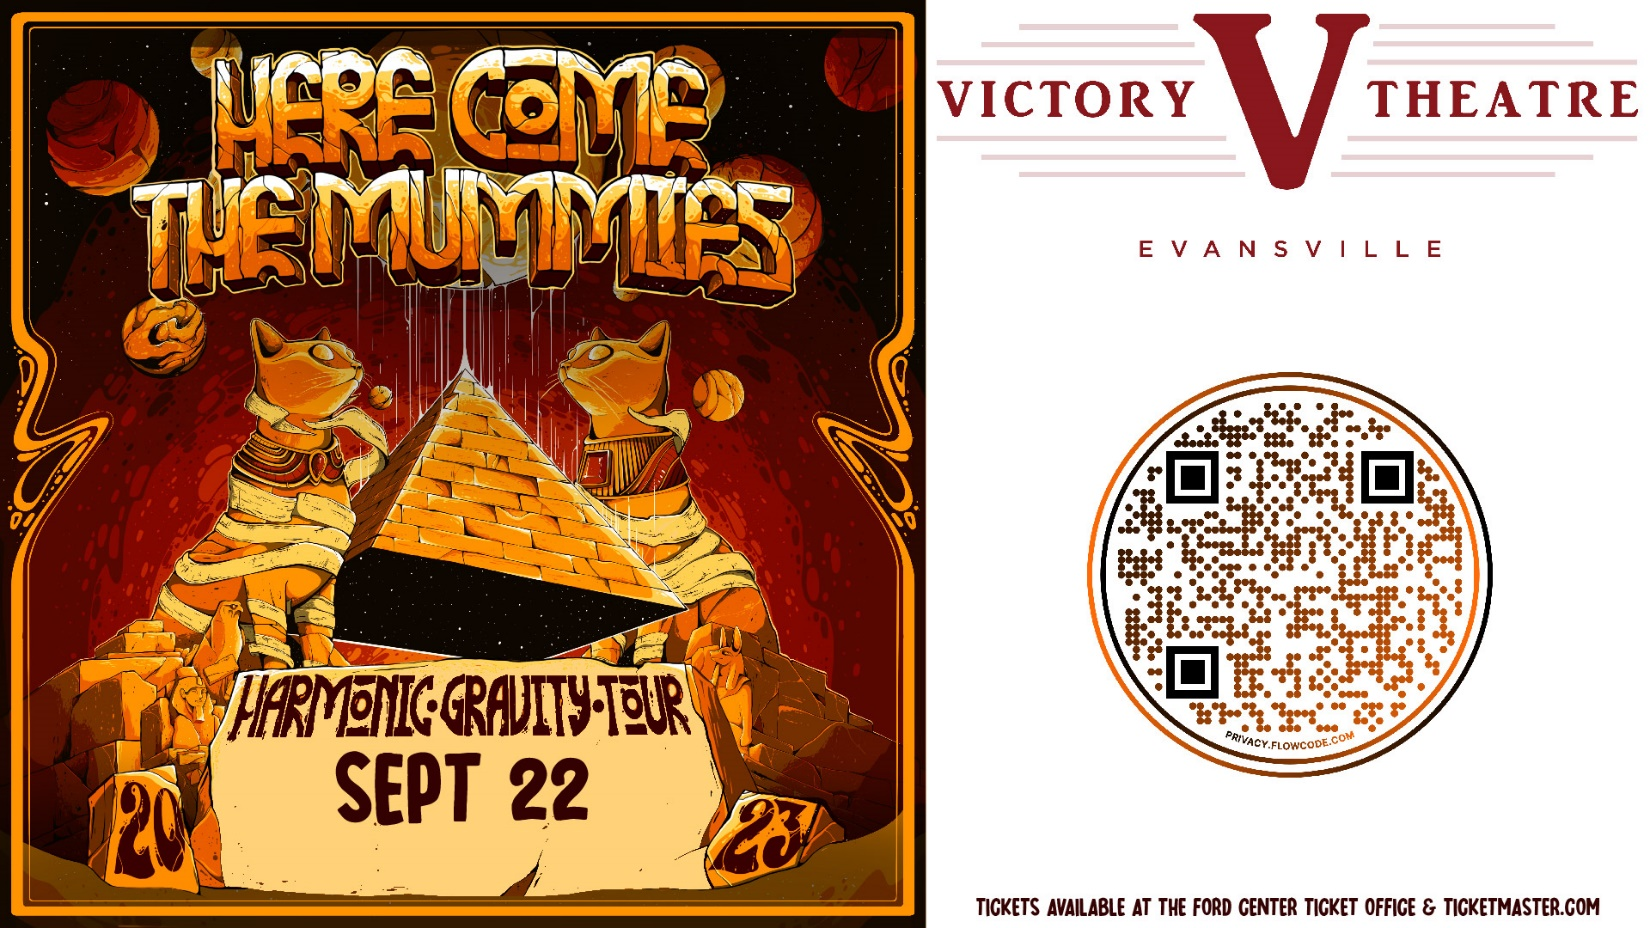 HERE COME
THE MUMMIES
HARMONIC·GRAVITY·TOUR
SEPT 22
20
23
VICTORY V THEATRE
EVANSVILLE
PRIVACY.FLOWCODE.COM
TICKETS AVAILABLE AT THE FORD CENTER TICKET OFFICE & TICKETMASTER.COM